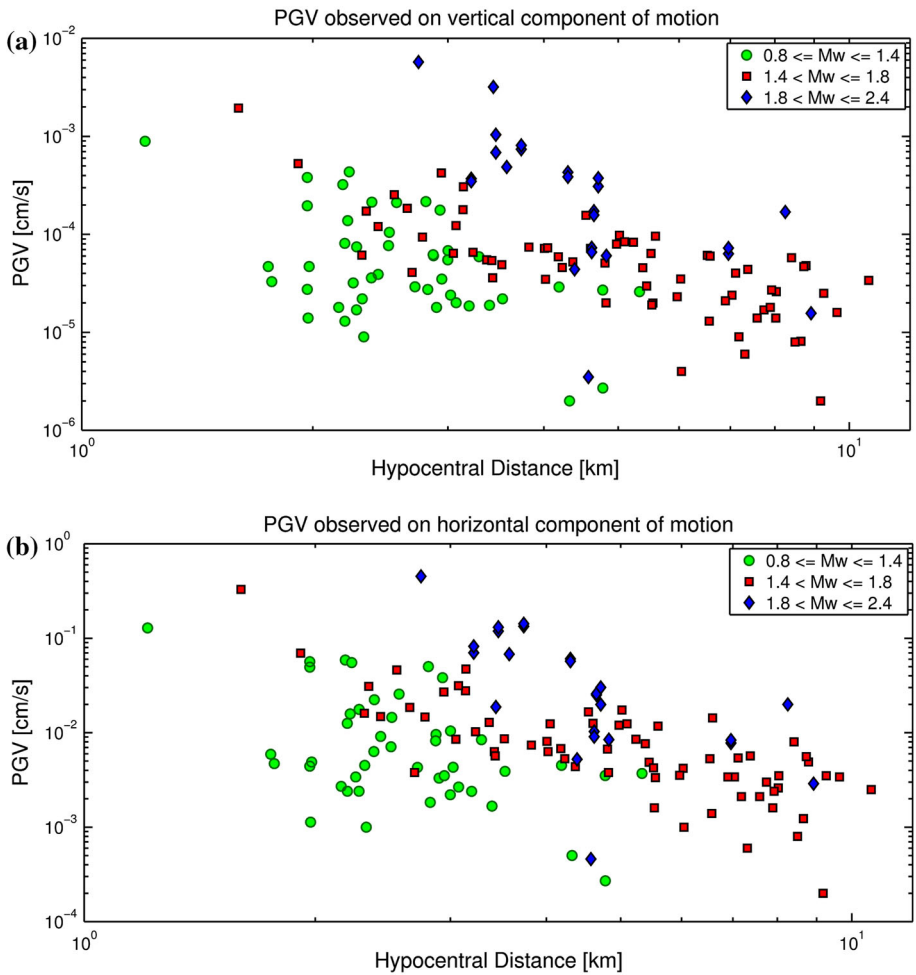 PGV observed on vertical component of motion
(a)
10^-2
10^-3
10^-4
10^-5
10^-6
PGV [cm/s]
0.8 <= Mw <= 1.4
1.4 < Mw <= 1.8
1.8 < Mw <= 2.4
10^0
10^1
Hypocentral Distance [km]
PGV observed on horizontal component of motion
(b)
10^0
10^-1
10^-2
10^-3
10^-4
PGV [cm/s]
0.8 <= Mw <= 1.4
1.4 < Mw <= 1.8
1.8 < Mw <= 2.4
10^0
10^1
Hypocentral Distance [km]